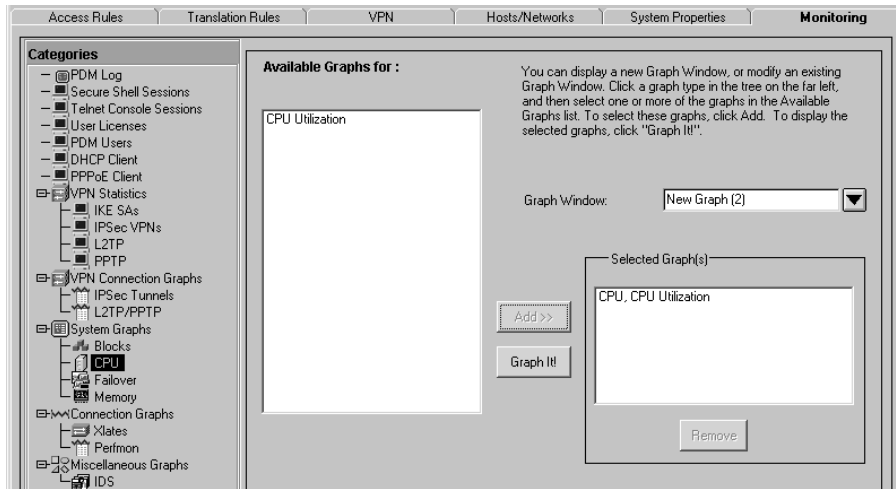 Access Rules
Translation Rules
VPN
Hosts/Networks
System Properties
Monitoring
Categories
PDM Log
Secure Shell Sessions
Telnet Console Sessions
User Licenses
PDM Users
DHCP Client
PPPoE Client
VPN Statistics
IKE SAs
IPSec VPNs
L2TP
PPTP
VPN Connection Graphs
IPSec Tunnels
L2TP/PPTP
System Graphs
Blocks
CPU
Failover
Memory
Connection Graphs
Xlates
Perfmon
Miscellaneous Graphs
IDS
Available Graphs for :
CPU Utilization
You can display a new Graph Window, or modify an existing
Graph Window. Click a graph type in the tree on the far left,
and then select one or more of the graphs in the Available
Graphs list. To select these graphs, click Add. To display the
selected graphs, click "Graph It!".
Graph Window:
New Graph (2)
Add >>
Graph It!
Selected Graph(s)
CPU, CPU Utilization
Remove